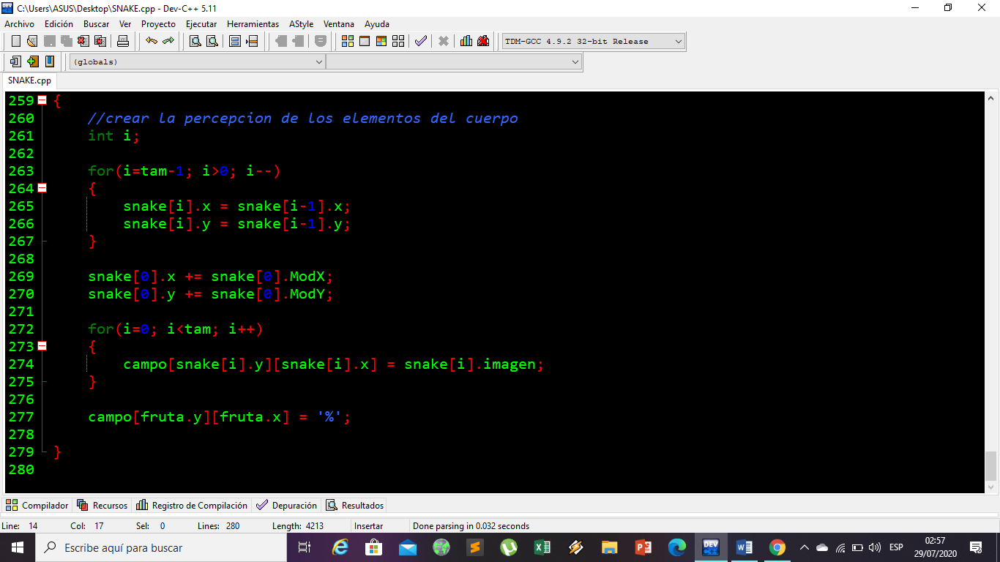 C:\Users\ASUS\Desktop\SNAKE.cpp - Dev-C++ 5.11
Archivo Edición Buscar Ver Proyecto Ejecutar Herramientas AStyle Ventana Ayuda
TDM-GCC 4.9.2 32-bit Release
(globals)
SNAKE.cpp
259 {
260 //crear la percepcion de los elementos del cuerpo
261 int i;
262
263 for(i=tam-1; i>0; i--)
264 {
265 snake[i].x = snake[i-1].x;
266 snake[i].y = snake[i-1].y;
267 }
268
269 snake[0].x += snake[0].ModX;
270 snake[0].y += snake[0].ModY;
271
272 for(i=0; i<tam; i++)
273 {
274 campo[snake[i].y][snake[i].x] = snake[i].imagen;
275 }
276
277 campo[fruta.y][fruta.x] = '%';
278
279 }
280
Compilador Recursos Registro de Compilación Depuración Resultados
Line: 14 Col: 17 Sel: 0 Lines: 280 Length: 4213 Insertar Done parsing in 0.032 seconds
Escribe aquí para buscar
DEV
ESP
02:57
29/07/2020